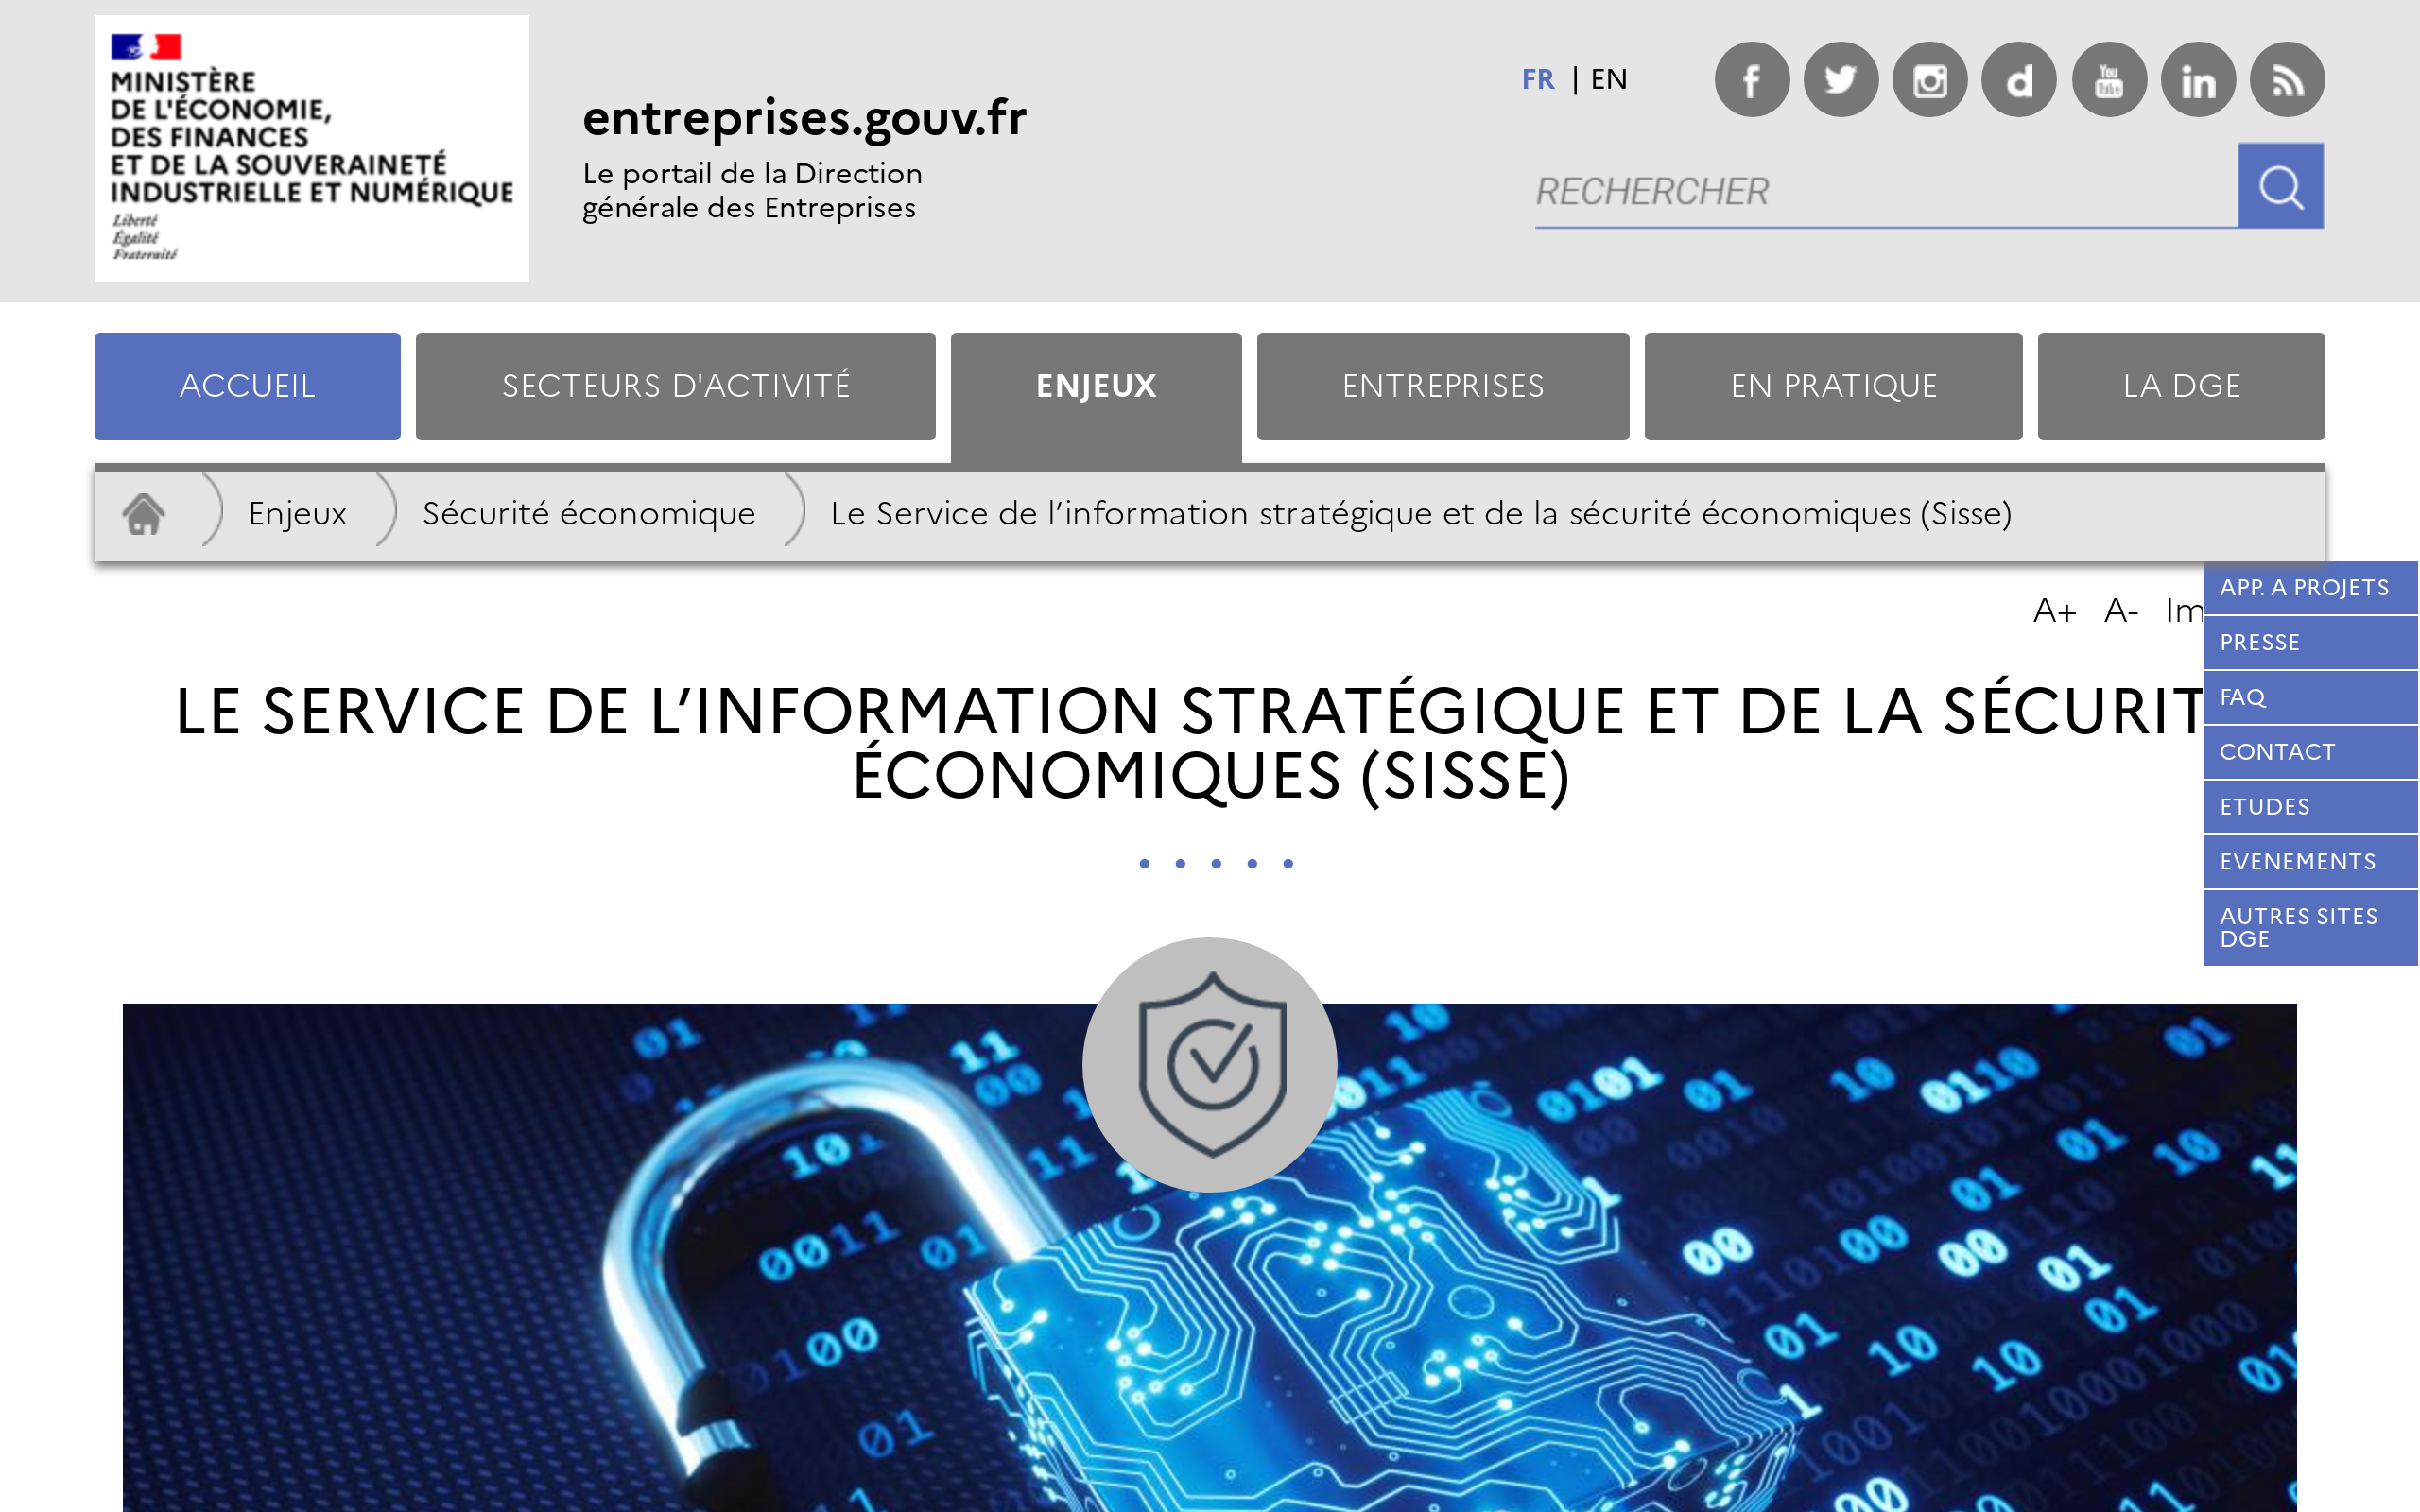 MINISTÈRE
DE L'ÉCONOMIE,
DES FINANCES
ET DE LA SOUVERAINETÉ
INDUSTRIELLE ET NUMÉRIQUE
Liberté
Égalité
Fraternité
entreprises.gouv.fr
Le portail de la Direction
générale des Entreprises
FR | EN
RECHERCHER
ACCUEIL
SECTEURS D'ACTIVITÉ
ENJEUX
ENTREPRISES
EN PRATIQUE
LA DGE
Enjeux
Sécurité économique
Le Service de l’information stratégique et de la sécurité économiques (Sisse)
A+ A- Im
APP. A PROJETS
PRESSE
FAQ
CONTACT
ETUDES
EVENEMENTS
AUTRES SITES
DGE
LE SERVICE DE L’INFORMATION STRATÉGIQUE ET DE LA SÉCURIT
ÉCONOMIQUES (SISSE)